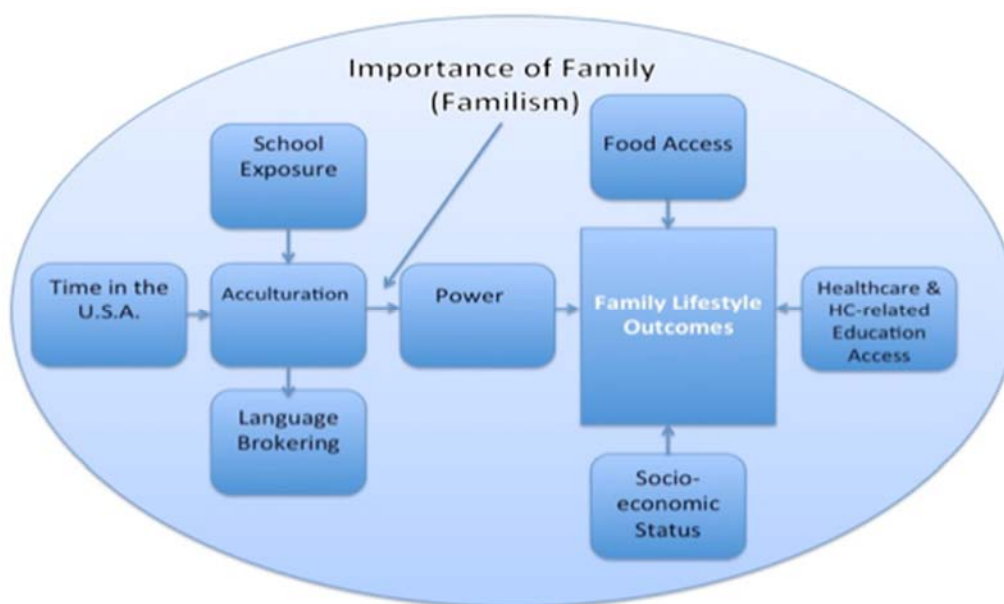 Importance of Family
(Familism)
School
Exposure
Food Access
Time in the
U.S.A.
Acculturation
Power
Family Lifestyle
Outcomes
Healthcare &
HC-related
Education
Access
Language
Brokering
Socio-
economic
Status